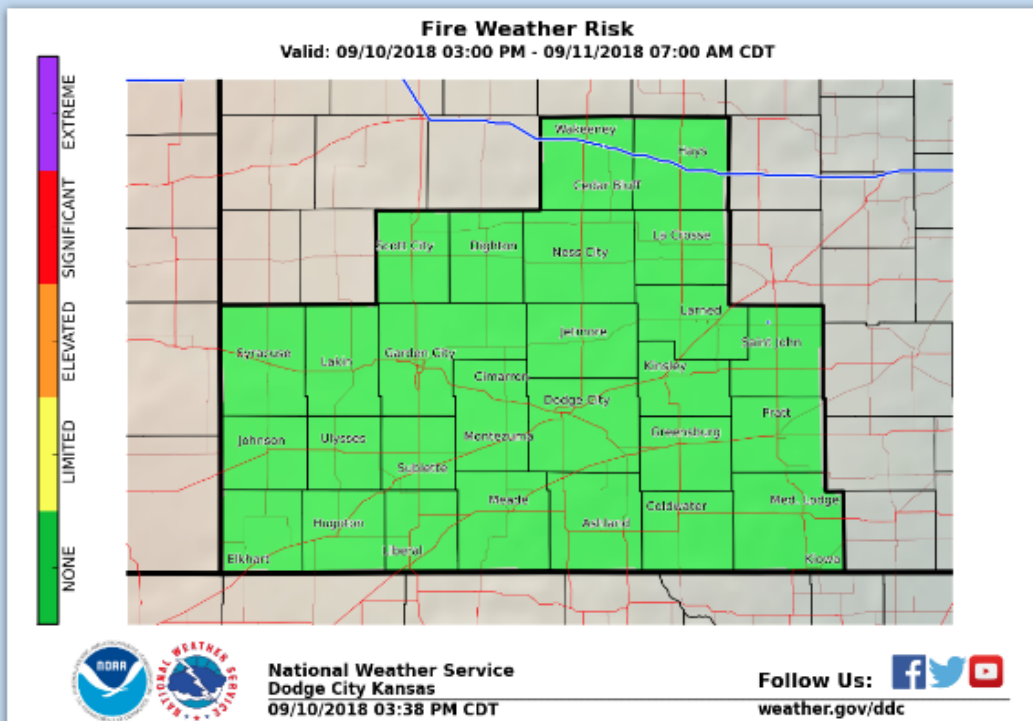 Fire Weather Risk
Valid: 09/10/2018 03:00 PM - 09/11/2018 07:00 AM CDT
EXTREME
SIGNIFICANT
ELEVATED
LIMITED
NONE
Wakeeney
Hays
Cedar Bluff
La Crosse
Scott City
Dighton
Ness City
Larned
Jetmore
Saint John
Syracuse
Lakin
Garden City
Kinsley
Cimarron
Dodge City
Pratt
Johnson
Ulysses
Montezuma
Greensburg
Sublette
Meade
Coldwater
Med. Lodge
Hugoton
Ashland
Liberal
Elkhart
Kiowa
NOAA
NATIONAL WEATHER SERVICE
National Weather Service
Dodge City Kansas
09/10/2018 03:38 PM CDT
Follow Us:
weather.gov/ddc